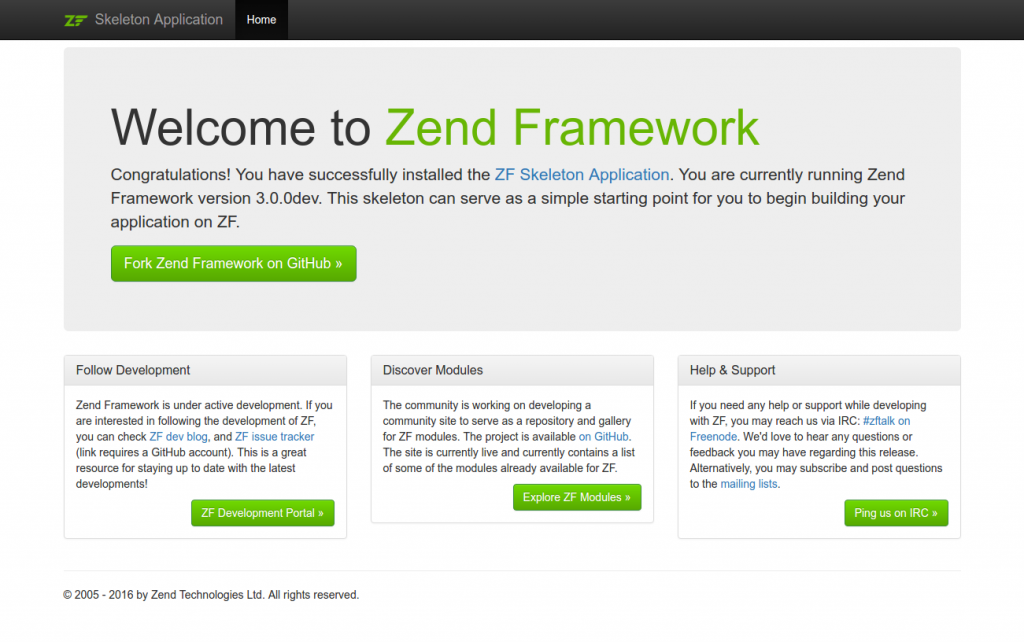 ZF Skeleton Application Home
Welcome to Zend Framework
Congratulations! You have successfully installed the ZF Skeleton Application. You are currently running Zend
Framework version 3.0.0dev. This skeleton can serve as a simple starting point for you to begin building your
application on ZF.
Fork Zend Framework on GitHub »
Follow Development
Zend Framework is under active development. If you
are interested in following the development of ZF,
you can check ZF dev blog, and ZF issue tracker
(link requires a GitHub account). This is a great
resource for staying up to date with the latest
developments!
ZF Development Portal »
Discover Modules
The community is working on developing a
community site to serve as a repository and gallery
for ZF modules. The project is available on GitHub.
The site is currently live and currently contains a list
of some of the modules already available for ZF.
Explore ZF Modules »
Help & Support
If you need any help or support while developing
with ZF, you may reach us via IRC: #zftalk on
Freenode. We'd love to hear any questions or
feedback you may have regarding this release.
Alternatively, you may subscribe and post questions
to the mailing lists.
Ping us on IRC »
© 2005 - 2016 by Zend Technologies Ltd. All rights reserved.